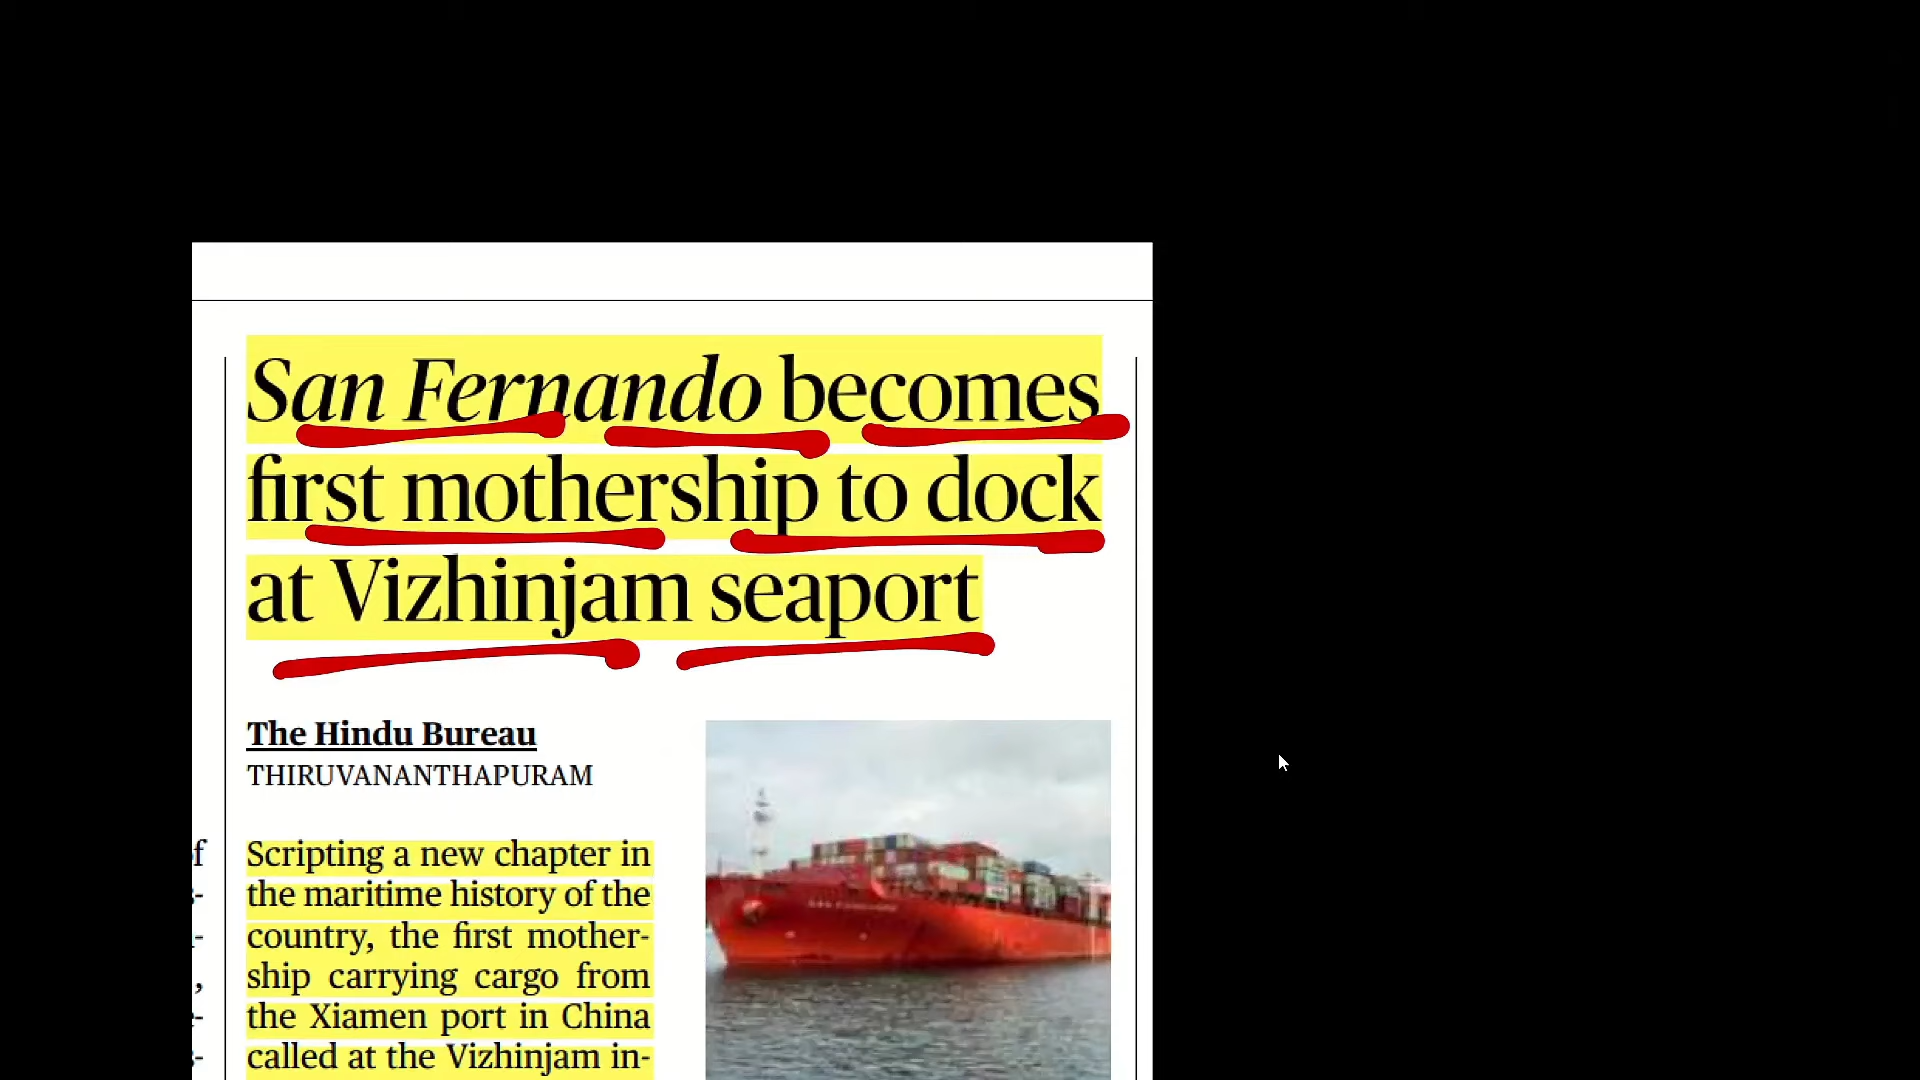 San Fernando becomes
first mothership to dock
at Vizhinjam seaport
The Hindu Bureau
THIRUVANANTHAPURAM
Scripting a new chapter in
the maritime history of the
country, the first mother-
ship carrying cargo from
the Xiamen port in China
called at the Vizhinjam in-